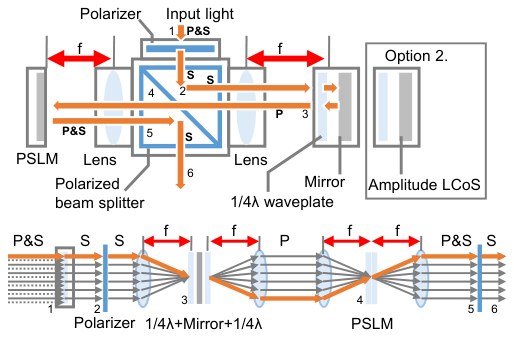 Polarizer
Input light
1
P&S
f
f
Option 2.
S
S
4
2
P
3
P&S
5
S
PSLM
Lens
6
Lens
Mirror
Amplitude LCoS
Polarized
beam splitter
1/4λ waveplate
P&S
S
S
f
f
P
f
f
P&S
S
1
2
3
4
5
6
Polarizer
1/4λ+Mirror+1/4λ
PSLM